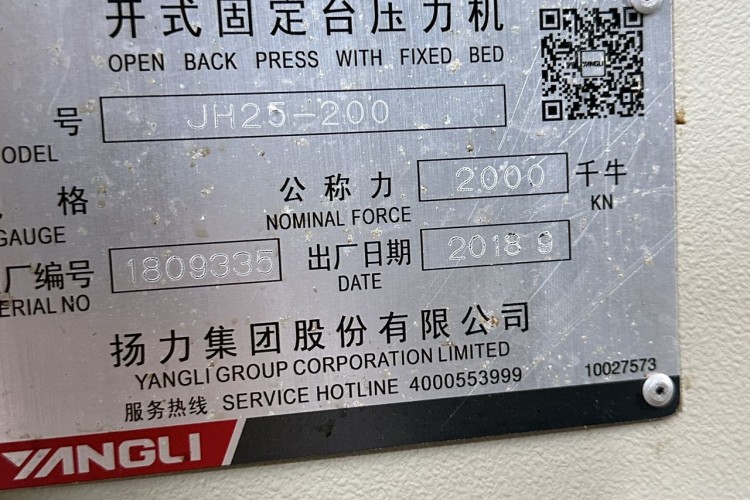 开式固定台压力机
OPEN BACK PRESS WITH FIXED BED
YANGLI
号 JH25-200
ODEL
格 公称力 2000 千牛
GAUGE NOMINAL FORCE KN
厂编号 1809335 出厂日期 2018 9
ERIAL NO DATE
扬力集团股份有限公司
YANGLI GROUP CORPORATION LIMITED
服务热线 SERVICE HOTLINE 4000553999
10027573
YANGLI